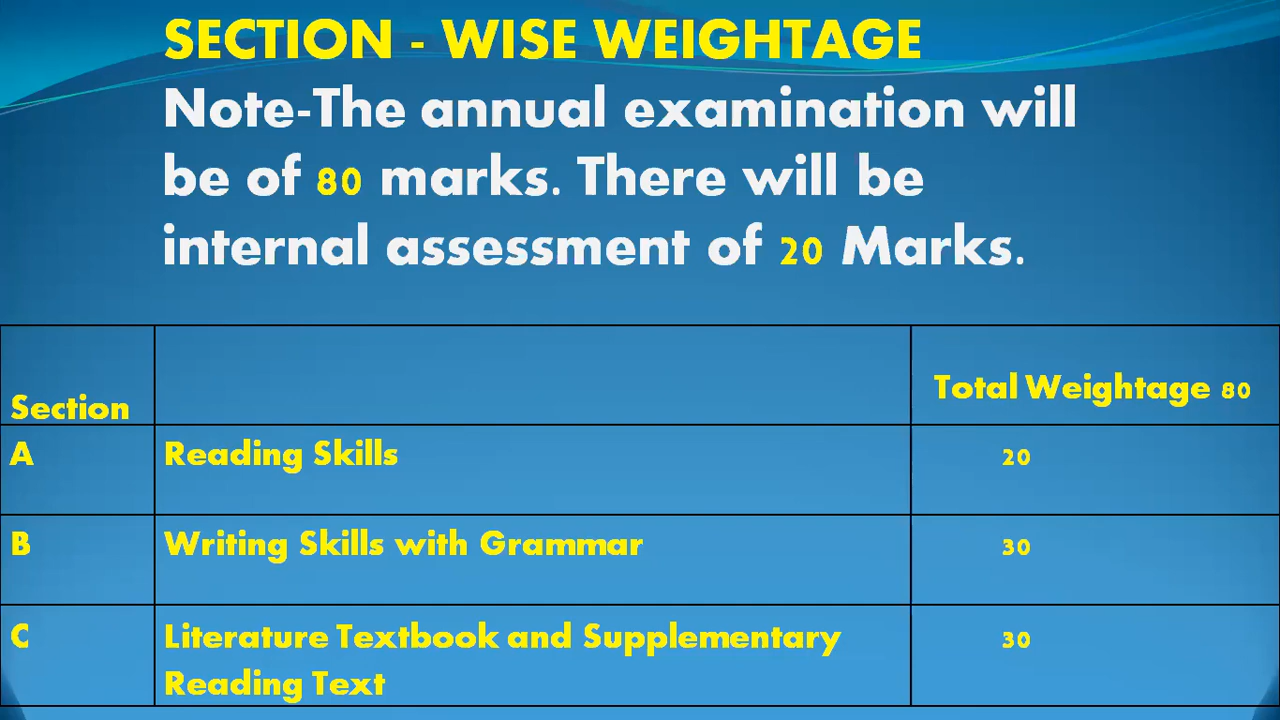 SECTION - WISE WEIGHTAGE
Note-The annual examination will
be of 80 marks. There will be
internal assessment of 20 Marks.
Section
Total Weightage 80
A Reading Skills 20
B Writing Skills with Grammar 30
C Literature Textbook and Supplementary 30
Reading Text